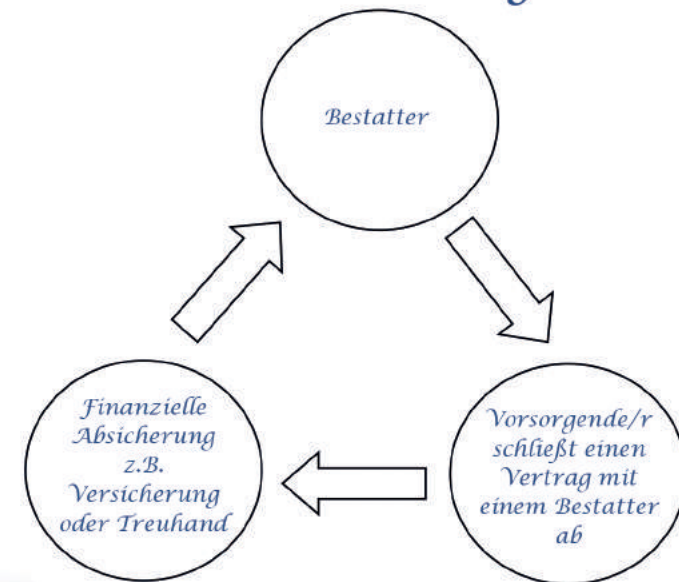 Bestatter
Finanzielle
Absicherung
z.B.
Versicherung
oder Treuhand
Vorsorgende/r
schließt einen
Vertrag mit
einem Bestatter
ab